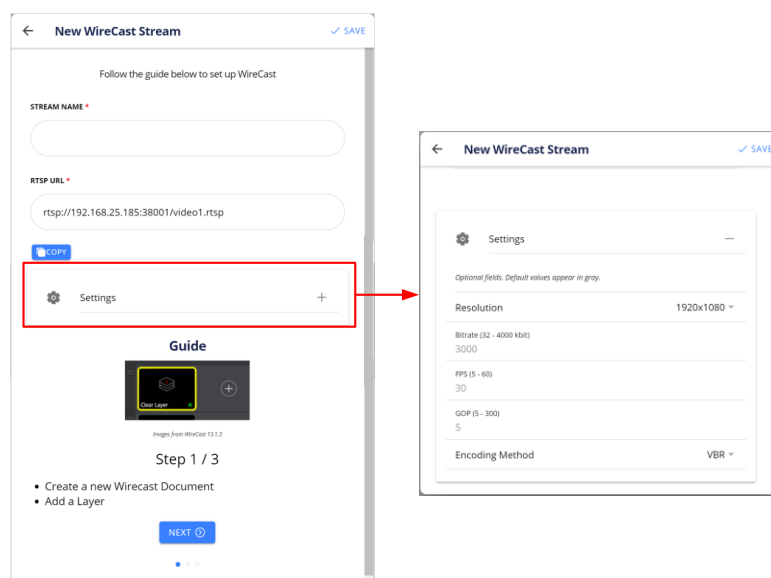 New WireCast Stream
SAVE
Follow the guide below to set up WireCast
STREAM NAME *
RTSP URL *
rtsp://192.168.25.185:38001/video1.rtsp
COPY
Settings
Guide
Clear Layer
Images from WireCast 13.1.3
Step 1 / 3
• Create a new Wirecast Document
• Add a Layer
NEXT
New WireCast Stream
SAVE
Settings
Optional fields. Default values appear in gray.
Resolution 1920x1080
Bitrate (32 - 4000 kbit)
3000
FPS (5 - 60)
30
GOP (5 - 300)
5
Encoding Method VBR